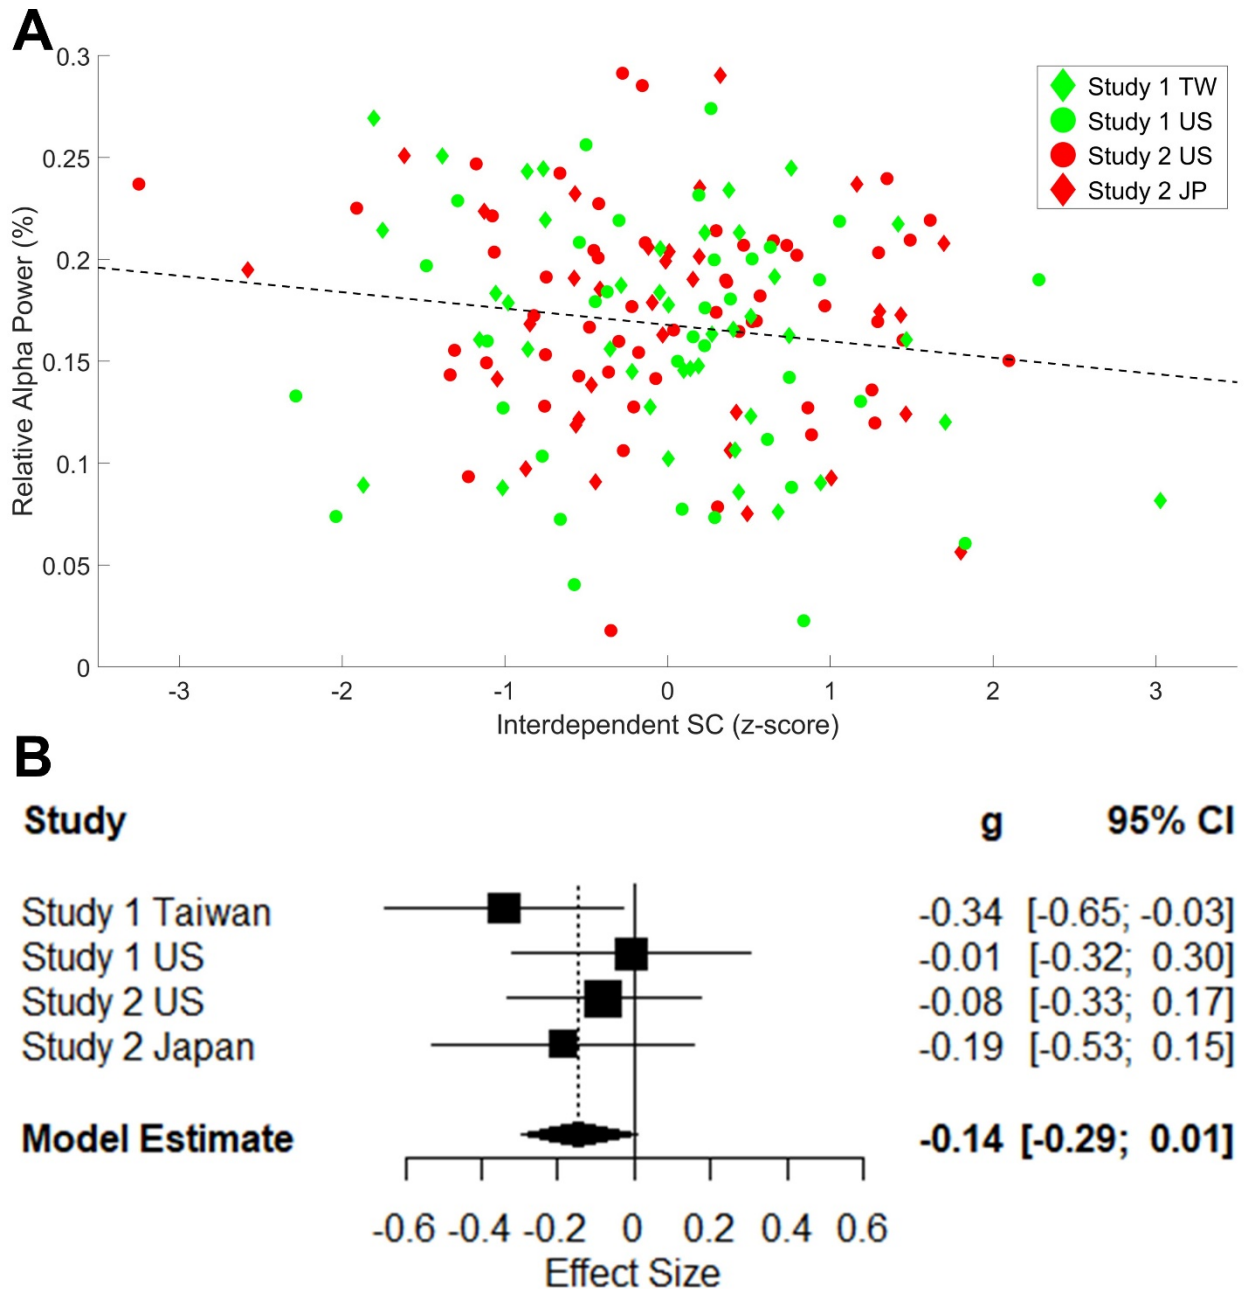 A
0.3
0.25
0.2
0.15
0.1
0.05
0
Relative Alpha Power (%)
-3 -2 -1 0 1 2 3
Interdependent SC (z-score)
Study 1 TW
Study 1 US
Study 2 US
Study 2 JP
B
Study g 95% CI
Study 1 Taiwan -0.34 [-0.65; -0.03]
Study 1 US -0.01 [-0.32; 0.30]
Study 2 US -0.08 [-0.33; 0.17]
Study 2 Japan -0.19 [-0.53; 0.15]
Model Estimate -0.14 [-0.29; 0.01]
-0.6 -0.4 -0.2 0 0.2 0.4 0.6
Effect Size